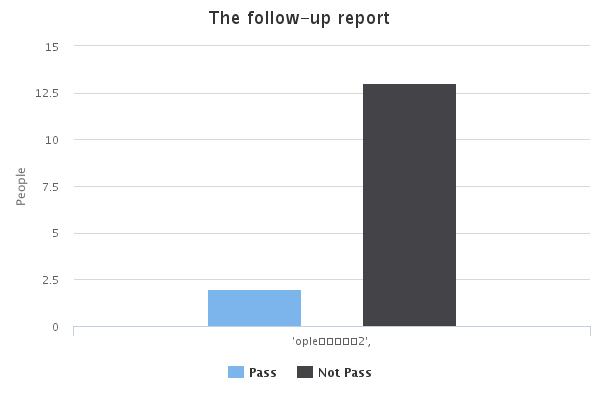 The follow-up report
15
12.5
10
7.5
5
2.5
0
People
'ople□□□□□2',
Pass
Not Pass